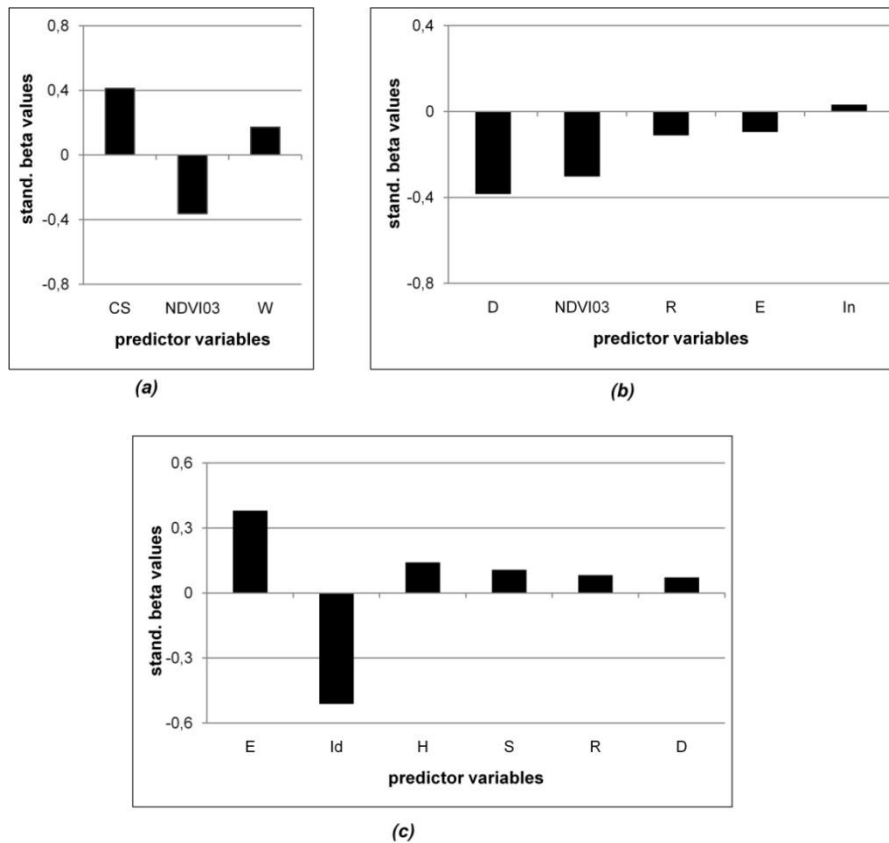 0,8
0,4
0
-0,4
-0,8
stand. beta values
CS NDVI03 W
predictor variables
(a)
0,4
0
-0,4
-0,8
stand. beta values
D NDVI03 R E In
predictor variables
(b)
0,6
0,3
0
-0,3
-0,6
stand. beta values
E Id H S R D
predictor variables
(c)